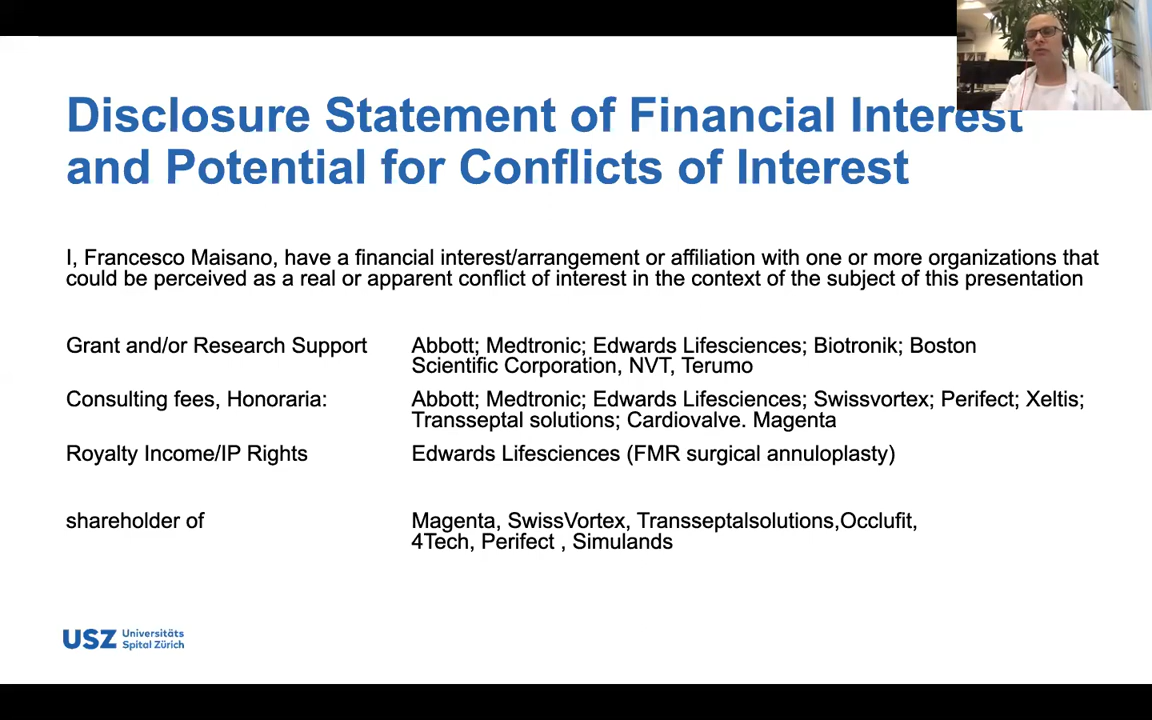 Disclosure Statement of Financial Interest
and Potential for Conflicts of Interest
I, Francesco Maisano, have a financial interest/arrangement or affiliation with one or more organizations that
could be perceived as a real or apparent conflict of interest in the context of the subject of this presentation
Grant and/or Research Support
Abbott; Medtronic; Edwards Lifesciences; Biotronik; Boston
Scientific Corporation, NVT, Terumo
Consulting fees, Honoraria:
Abbott; Medtronic; Edwards Lifesciences; Swissvortex; Perifect; Xeltis;
Transseptal solutions; Cardiovalve. Magenta
Royalty Income/IP Rights
Edwards Lifesciences (FMR surgical annuloplasty)
shareholder of
Magenta, SwissVortex, Transseptalsolutions,Occlufit,
4Tech, Perifect , Simulands
USZ Universitäts
Spital Zürich